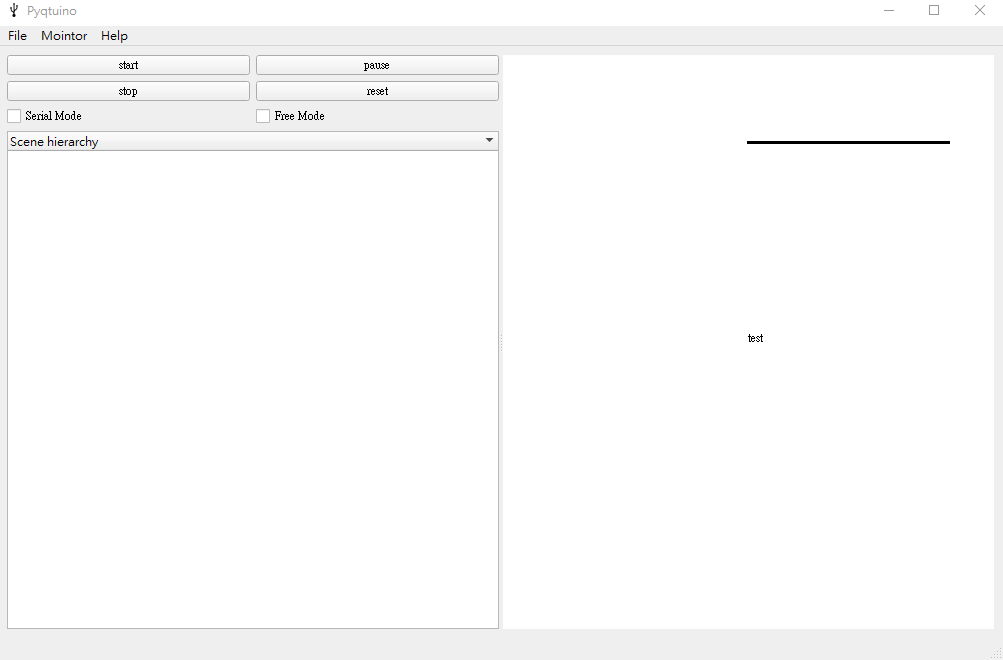 Pyqtuino
File Mointor Help
start pause
stop reset
Serial Mode Free Mode
Scene hierarchy
test